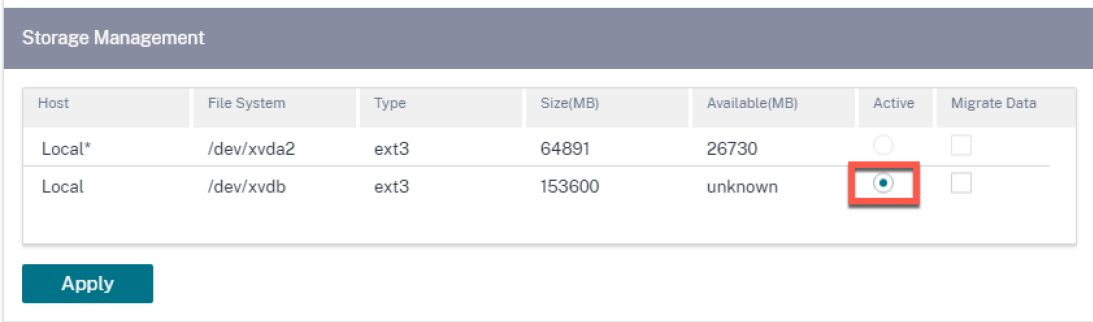 Storage Management
Host File System Type Size(MB) Available(MB) Active Migrate Data
Local* /dev/xvda2 ext3 64891 26730
Local /dev/xvdb ext3 153600 unknown
Apply